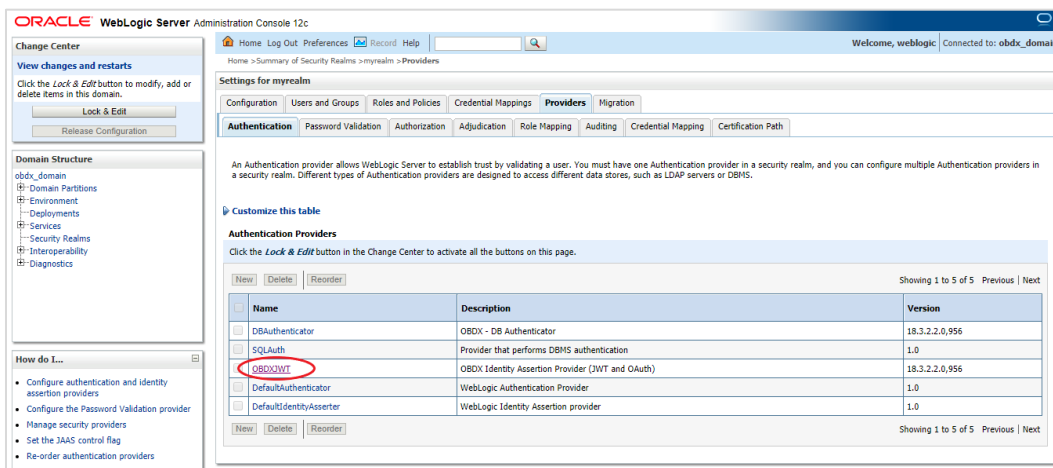 ORACLE WebLogic Server Administration Console 12c
Change Center
View changes and restarts
Click the Lock & Edit button to modify, add or
delete items in this domain.
Lock & Edit
Release Configuration
Domain Structure
obdx_domain
Domain Partitions
Environment
Deployments
Services
Security Realms
Interoperability
Diagnostics
How do I...
Configure authentication and identity
assertion providers
Configure the Password Validation provider
Manage security providers
Set the JAAS control flag
Re-order authentication providers
Home Log Out Preferences Record Help
Welcome, weblogic Connected to: obdx_domai
Home >Summary of Security Realms >myrealm >Providers
Settings for myrealm
Configuration Users and Groups Roles and Policies Credential Mappings Providers Migration
Authentication Password Validation Authorization Adjudication Role Mapping Auditing Credential Mapping Certification Path
An Authentication provider allows WebLogic Server to establish trust by validating a user. You must have one Authentication provider in a security realm, and you can configure multiple Authentication providers in
a security realm. Different types of Authentication providers are designed to access different data stores, such as LDAP servers or DBMS.
Customize this table
Authentication Providers
Click the Lock & Edit button in the Change Center to activate all the buttons on this page.
New Delete Reorder Showing 1 to 5 of 5 Previous | Next
Name Description Version
DBAuthenticator OBDX - DB Authenticator 18.3.2.2.0,956
SQLAuth Provider that performs DBMS authentication 1.0
OBDXJWT OBDX Identity Assertion Provider (JWT and OAuth) 18.3.2.2.0,956
DefaultAuthenticator WebLogic Authentication Provider 1.0
DefaultIdentityAsserter WebLogic Identity Assertion provider 1.0
New Delete Reorder Showing 1 to 5 of 5 Previous | Next